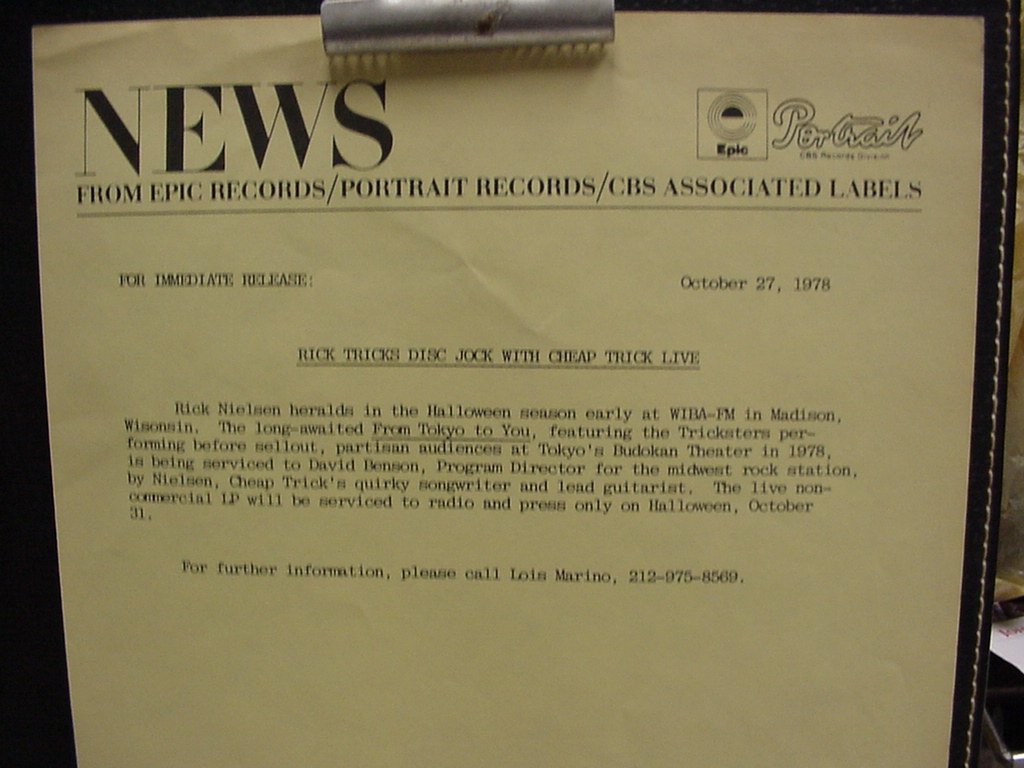 NEWS
Epic
Portrait
CBS Records Division
FROM EPIC RECORDS/PORTRAIT RECORDS/CBS ASSOCIATED LABELS
FOR IMMEDIATE RELEASE: October 27, 1978
RICK TRICKS DISC JOCK WITH CHEAP TRICK LIVE
Rick Nielsen heralds in the Halloween season early at WIBA-FM in Madison,
Wisonsin. The long-awaited From Tokyo to You, featuring the Tricksters per-
forming before sellout, partisan audiences at Tokyo's Budokan Theater in 1978,
is being serviced to David Benson, Program Director for the midwest rock station,
by Nielsen, Cheap Trick's quirky songwriter and lead guitarist. The live non-
commercial LP will be serviced to radio and press only on Halloween, October
31.
For further information, please call Lois Marino, 212-975-8569.